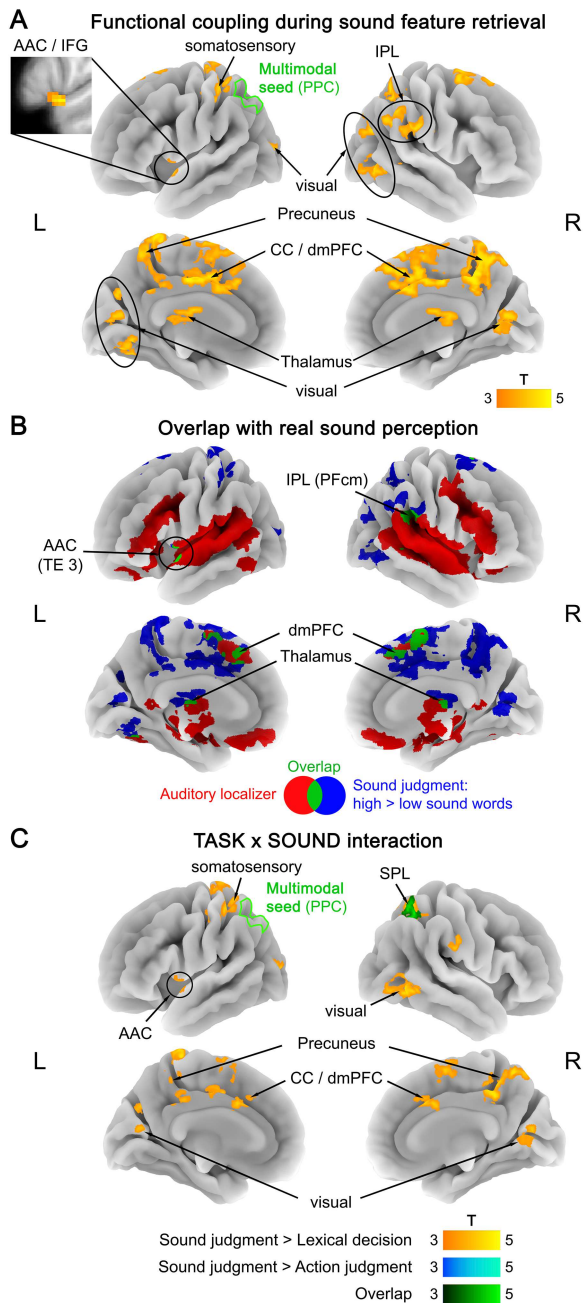 A
Functional coupling during sound feature retrieval
AAC / IFG
somatosensory
Multimodal
seed (PPC)
IPL
visual
L
R
Precuneus
CC / dmPFC
Thalamus
visual
T
3
5
B
Overlap with real sound perception
IPL (PFcm)
AAC
(TE 3)
L
R
dmPFC
Thalamus
Overlap
Auditory localizer
Sound judgment:
high > low sound words
C
TASK x SOUND interaction
somatosensory
Multimodal
seed (PPC)
SPL
AAC
visual
L
R
Precuneus
CC / dmPFC
visual
T
Sound judgment > Lexical decision 3 5
Sound judgment > Action judgment 3 5
Overlap 3 5